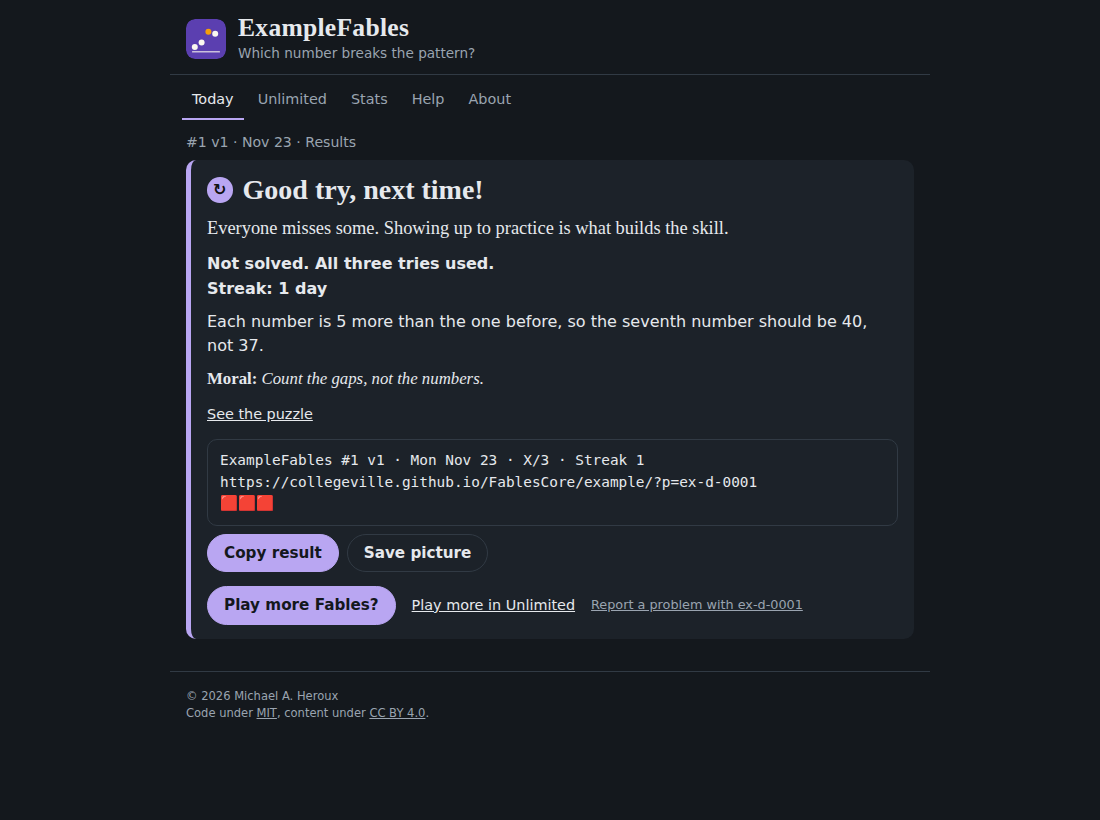 ExampleFables
Which number breaks the pattern?
Today Unlimited Stats Help About
#1 v1 · Nov 23 · Results
↻ Good try, next time!
Everyone misses some. Showing up to practice is what builds the skill.
Not solved. All three tries used.
Streak: 1 day
Each number is 5 more than the one before, so the seventh number should be 40,
not 37.
Moral: Count the gaps, not the numbers.
See the puzzle
ExampleFables #1 v1 · Mon Nov 23 · X/3 · Streak 1
https://collegeville.github.io/FablesCore/example/?p=ex-d-0001
🟥🟥🟥
Copy result Save picture
Play more Fables? Play more in Unlimited Report a problem with ex-d-0001
© 2026 Michael A. Heroux
Code under MIT, content under CC BY 4.0.